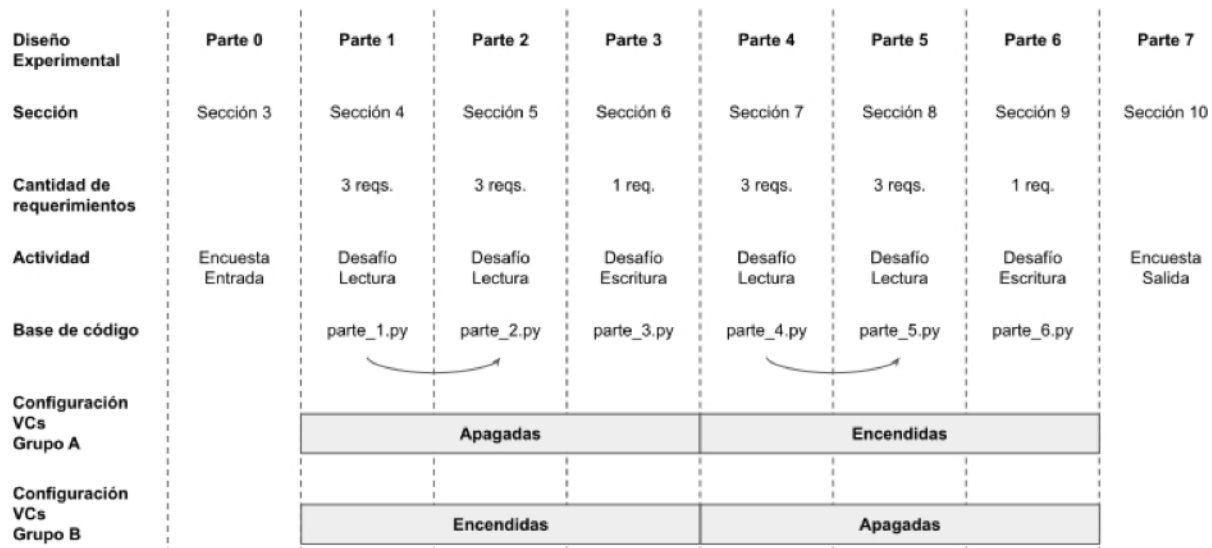 Diseño Experimental Parte 0 Parte 1 Parte 2 Parte 3 Parte 4 Parte 5 Parte 6 Parte 7
Sección Sección 3 Sección 4 Sección 5 Sección 6 Sección 7 Sección 8 Sección 9 Sección 10
Cantidad de requerimientos 3 reqs. 3 reqs. 1 req. 3 reqs. 3 reqs. 1 req.
Actividad Encuesta Entrada Desafío Lectura Desafío Lectura Desafío Escritura Desafío Lectura Desafío Lectura Desafío Escritura Encuesta Salida
Base de código parte_1.py parte_2.py parte_3.py parte_4.py parte_5.py parte_6.py
Configuración VCs Grupo A Apagadas Encendidas
Configuración VCs Grupo B Encendidas Apagadas